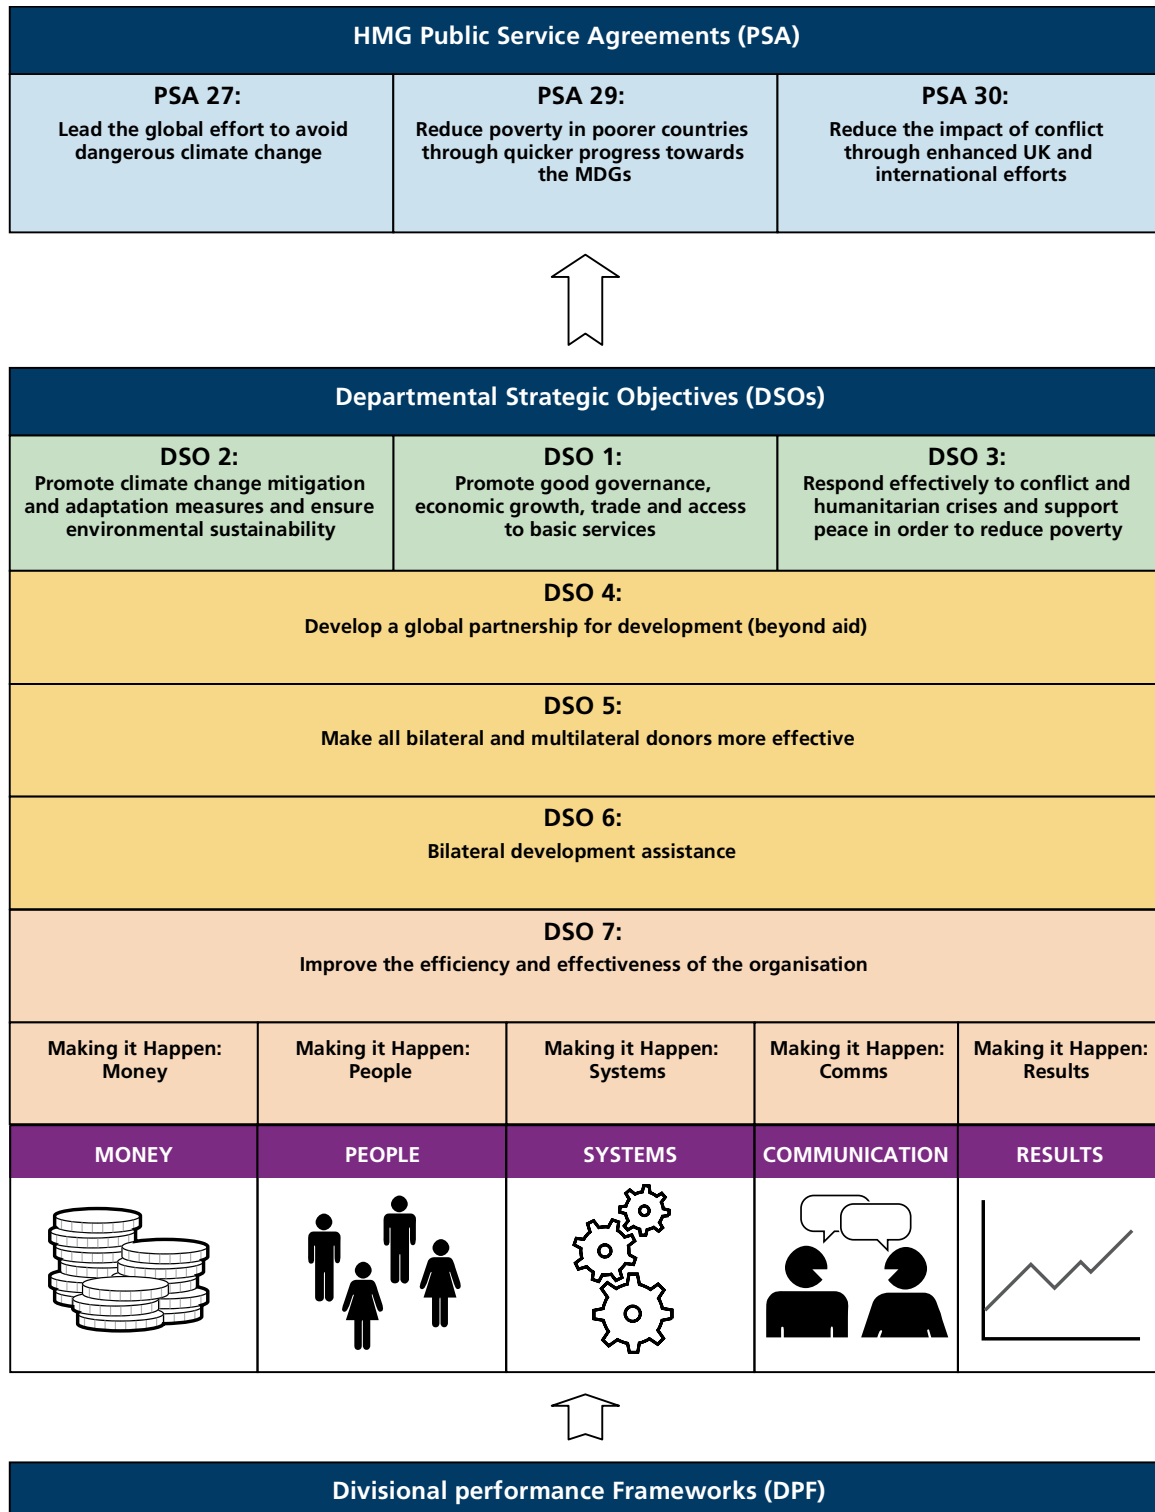 HMG Public Service Agreements (PSA)
PSA 27:
Lead the global effort to avoid
dangerous climate change
PSA 29:
Reduce poverty in poorer countries
through quicker progress towards
the MDGs
PSA 30:
Reduce the impact of conflict
through enhanced UK and
international efforts
Departmental Strategic Objectives (DSOs)
DSO 2:
Promote climate change mitigation
and adaptation measures and ensure
environmental sustainability
DSO 1:
Promote good governance,
economic growth, trade and access
to basic services
DSO 3:
Respond effectively to conflict and
humanitarian crises and support
peace in order to reduce poverty
DSO 4:
Develop a global partnership for development (beyond aid)
DSO 5:
Make all bilateral and multilateral donors more effective
DSO 6:
Bilateral development assistance
DSO 7:
Improve the efficiency and effectiveness of the organisation
Making it Happen:
Money
Making it Happen:
People
Making it Happen:
Systems
Making it Happen:
Comms
Making it Happen:
Results
MONEY
PEOPLE
SYSTEMS
COMMUNICATION
RESULTS
Divisional performance Frameworks (DPF)